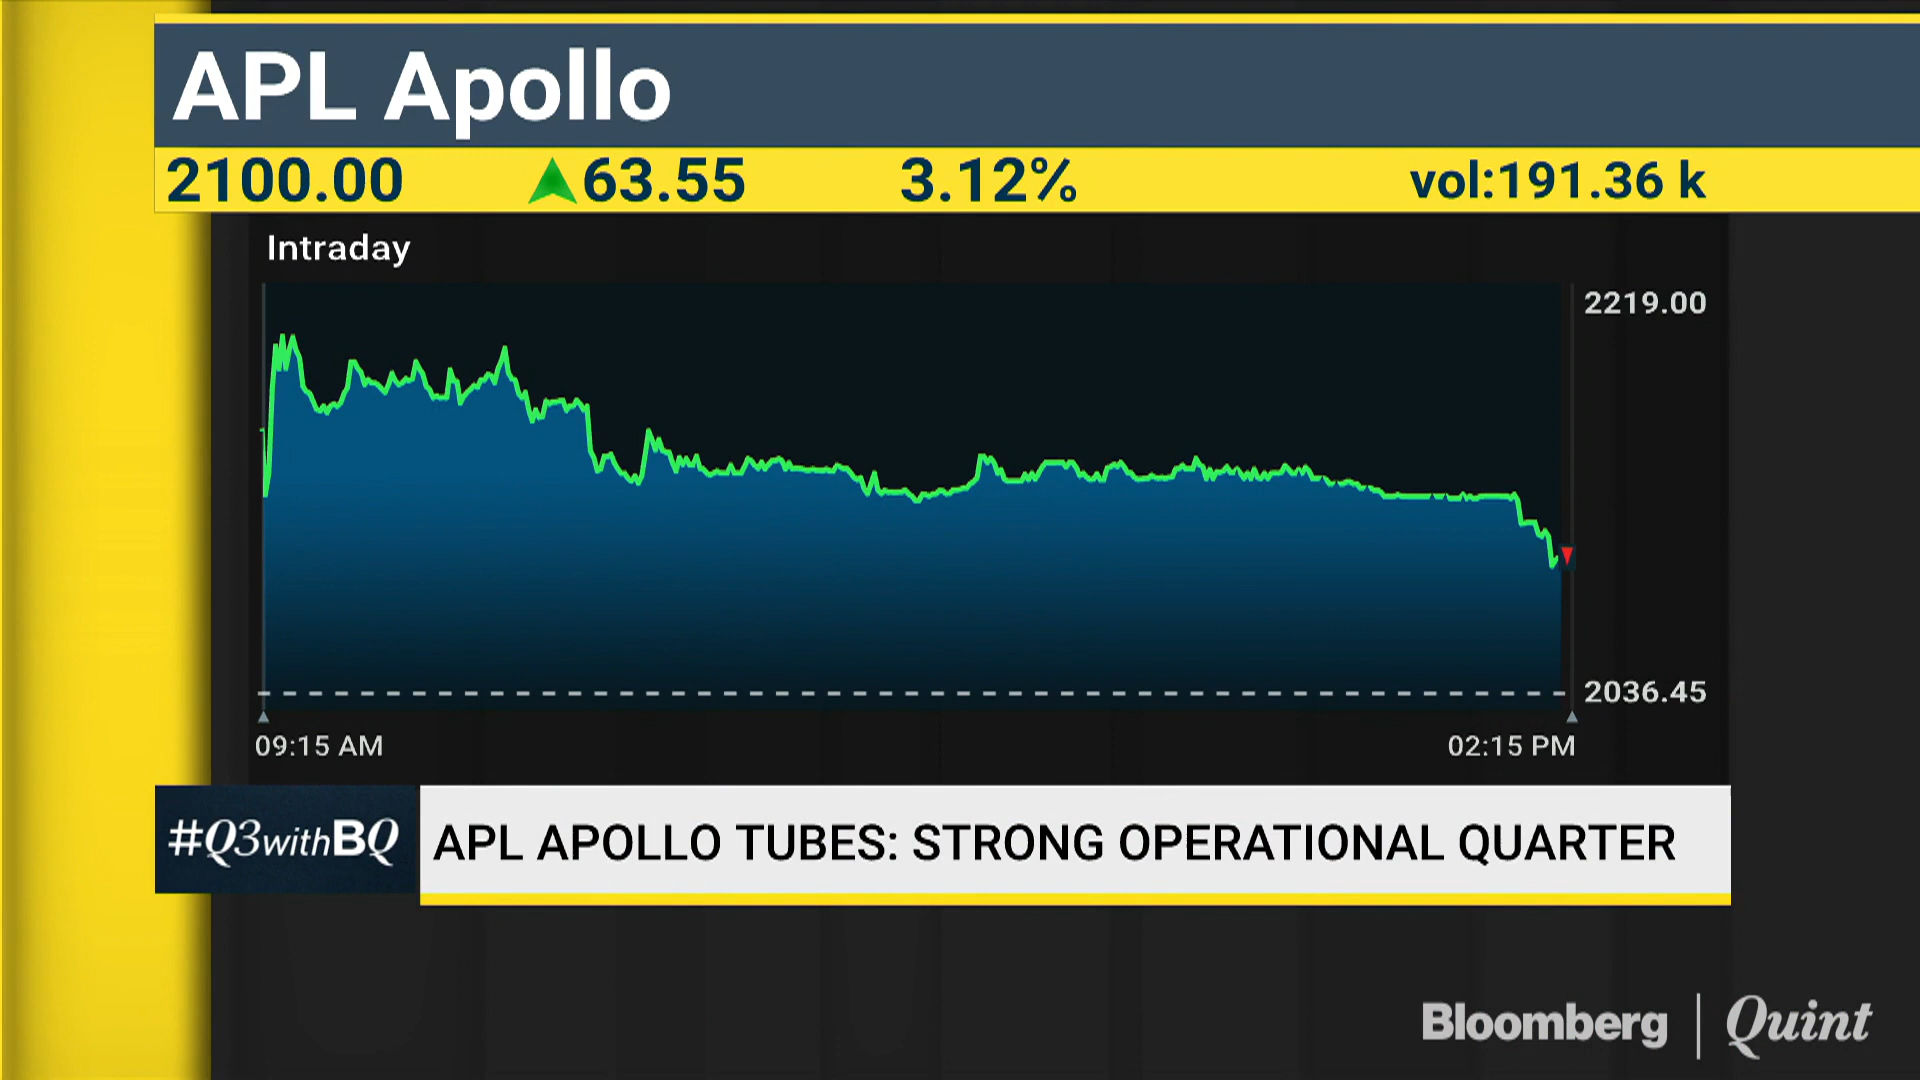 APL Apollo
2100.00 ▲63.55 3.12% vol:191.36 k
Intraday
2219.00
2036.45
09:15 AM 02:15 PM
#Q3withBQ
APL APOLLO TUBES: STRONG OPERATIONAL QUARTER
Bloomberg | Quint